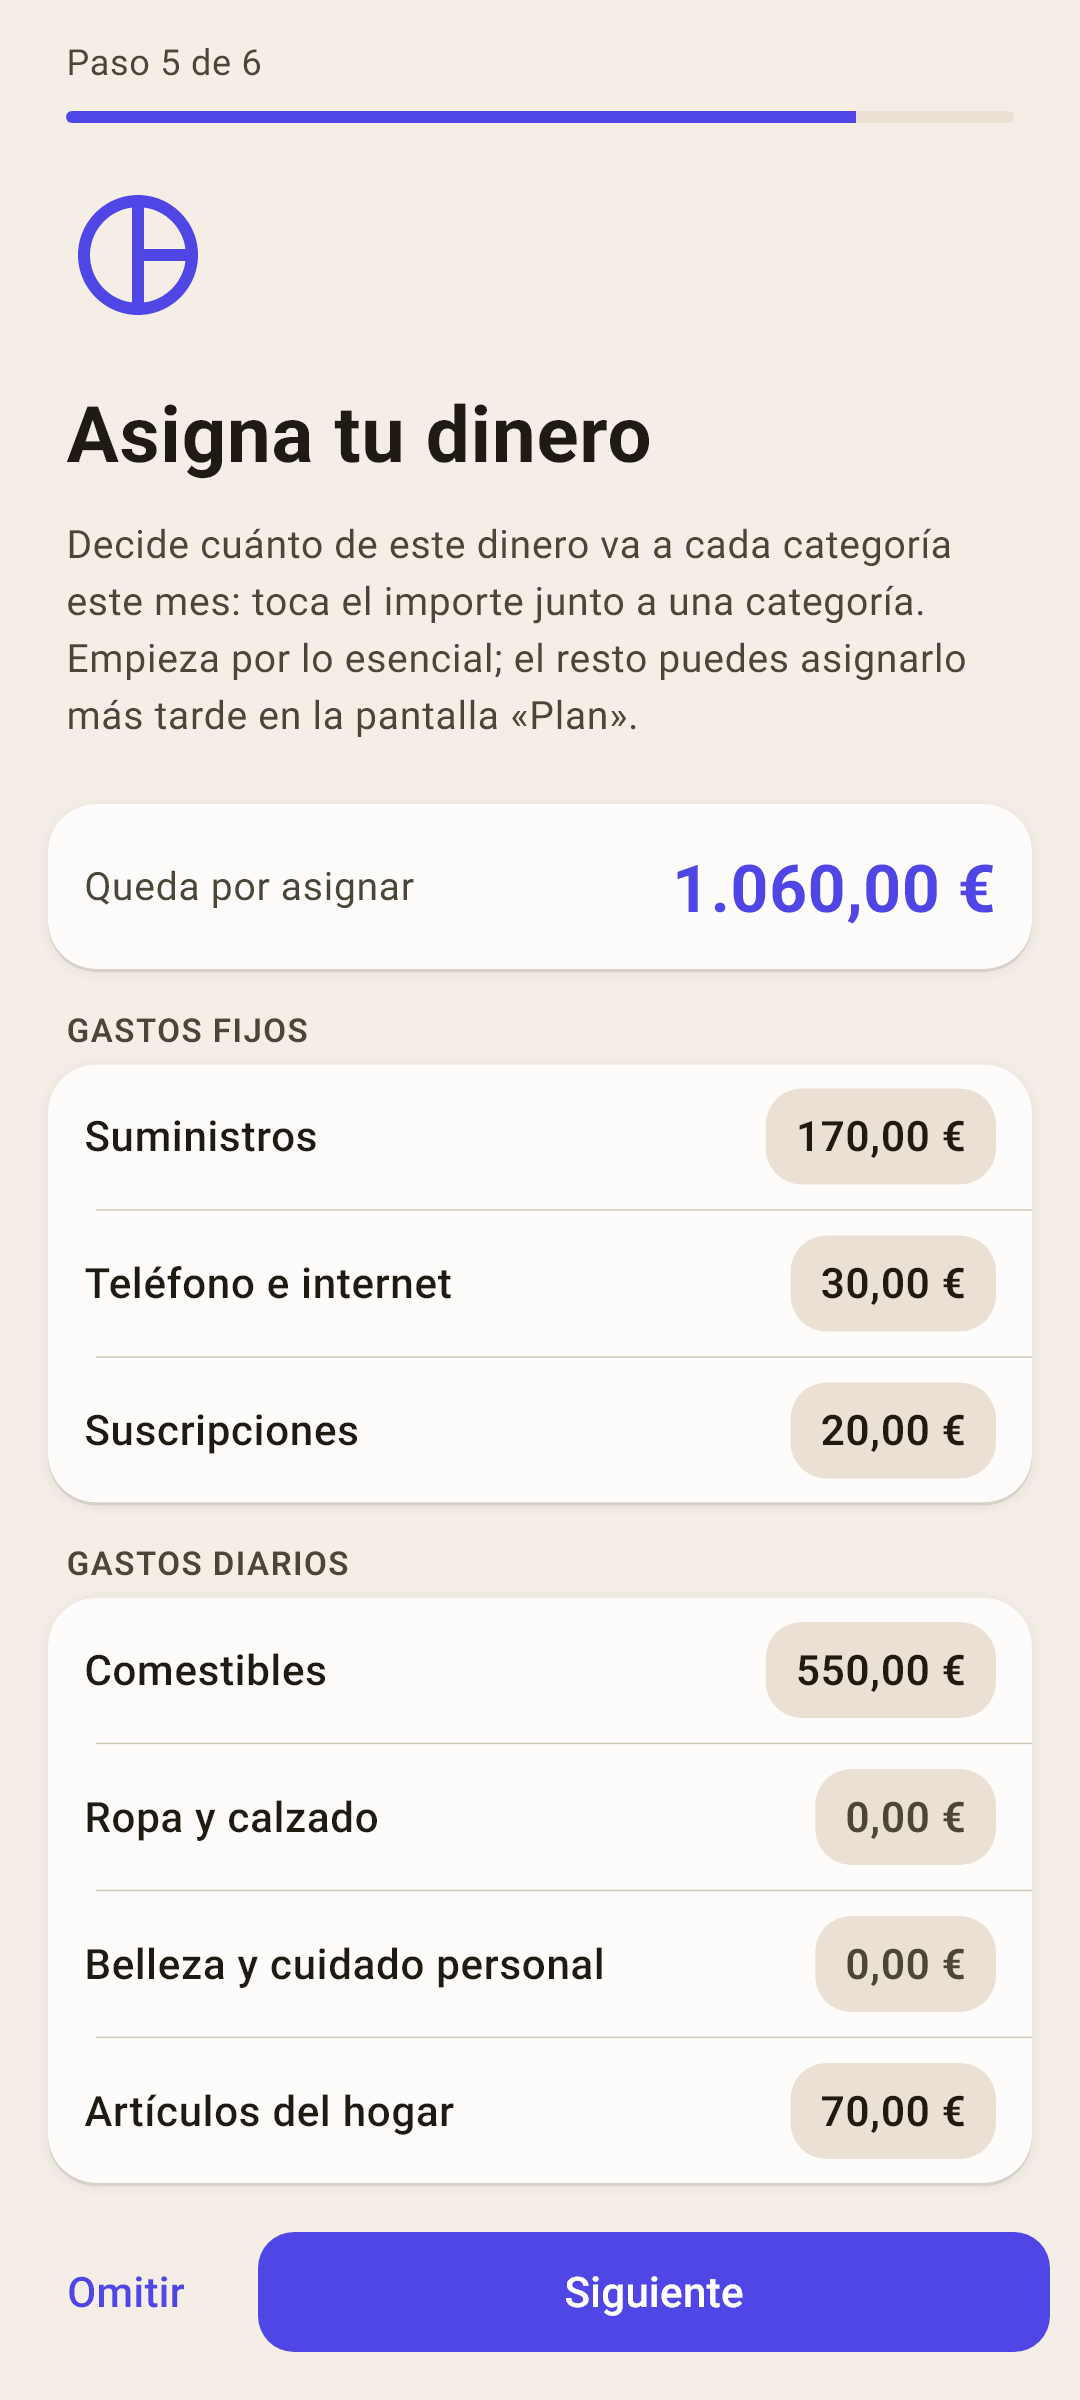 Paso 5 de 6
Asigna tu dinero
Decide cuánto de este dinero va a cada categoría
este mes: toca el importe junto a una categoría.
Empieza por lo esencial; el resto puedes asignarlo
más tarde en la pantalla «Plan».
Queda por asignar 1.060,00 €
GASTOS FIJOS
Suministros 170,00 €
Teléfono e internet 30,00 €
Suscripciones 20,00 €
GASTOS DIARIOS
Comestibles 550,00 €
Ropa y calzado 0,00 €
Belleza y cuidado personal 0,00 €
Artículos del hogar 70,00 €
Omitir Siguiente